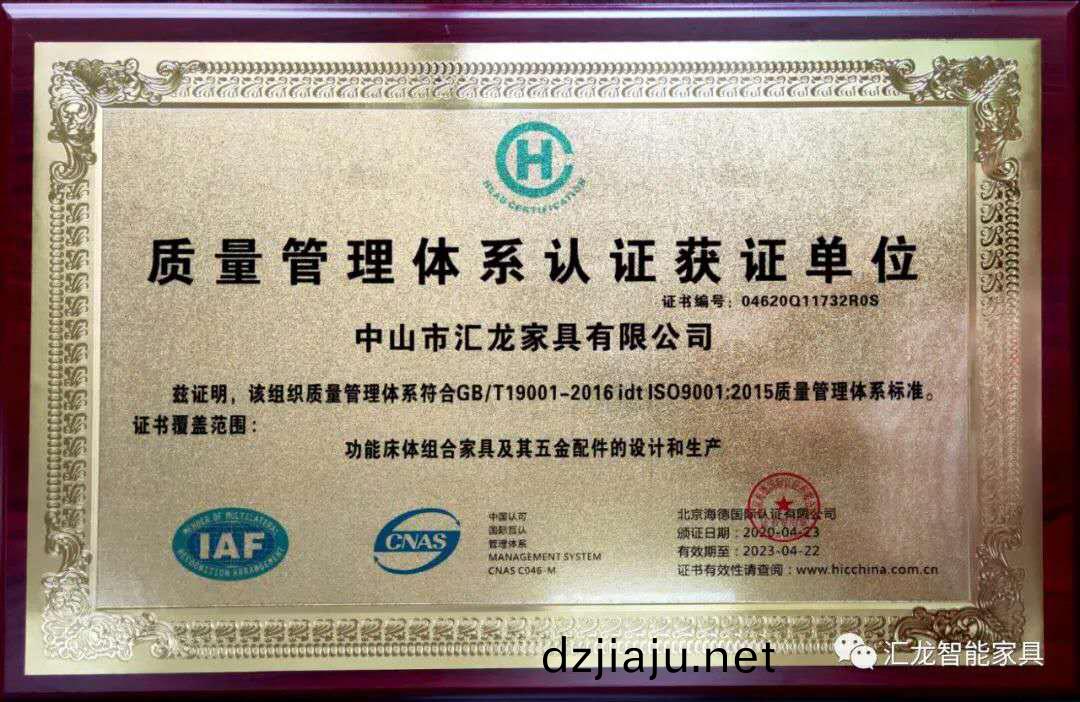 HC
HEAD CERTIFICATION
质量管理体系认证获证单位
证书编号：04620Q11732R0S
中山市汇龙家具有限公司
兹证明，该组织质量管理体系符合GB/T19001-2016 idt ISO9001:2015质量管理体系标准。
证书覆盖范围：
功能床体组合家具及其五金配件的设计和生产
MEMBER OF MULTILATERAL
IAF
RECOGNITION ARRANGEMENT
CNAS
中国认可
国际互认
管理体系
MANAGEMENT SYSTEM
CNAS C046-M
北京海德国际认证有限公司
颁证日期：2020-04-23
有效期至：2023-04-22
证书有效性请查阅：www.hicchina.com.cn
dzjiaju.net
汇龙智能家具